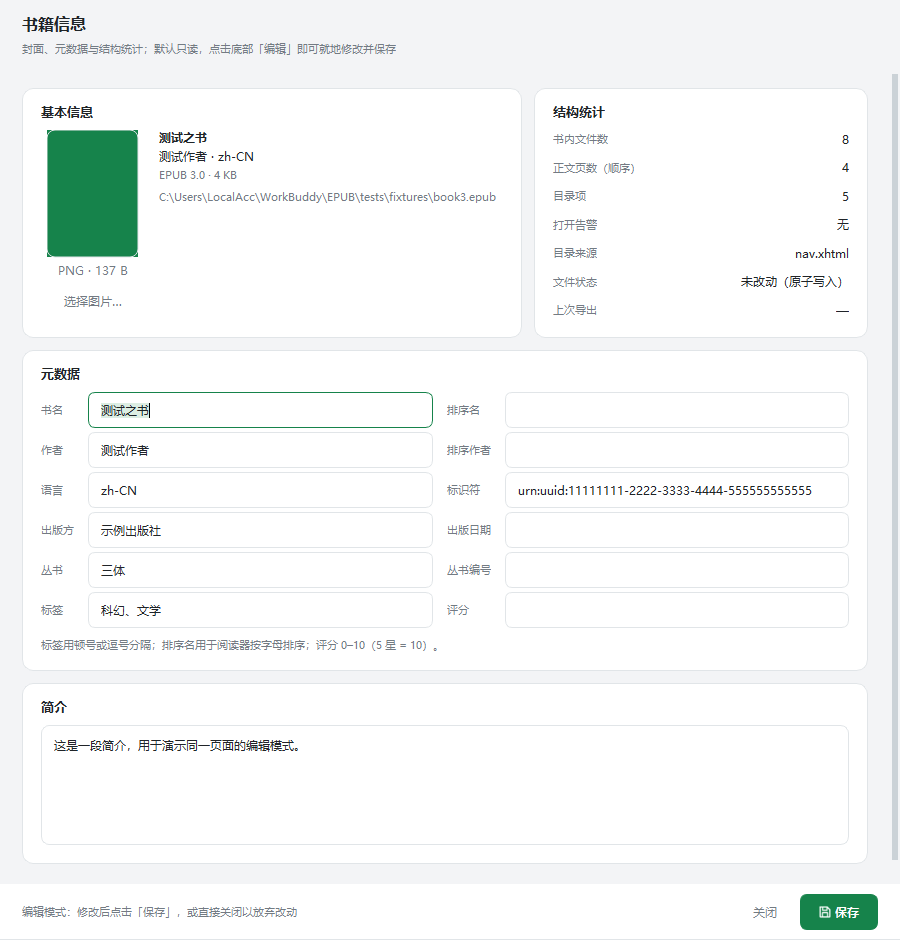 书籍信息
封面、元数据与结构统计；默认只读，点击底部「编辑」即可就地修改并保存
基本信息
测试之书
测试作者 · zh-CN
EPUB 3.0 · 4 KB
C:\Users\LocalAcc\WorkBuddy\EPUB\tests\fixtures\book3.epub
PNG · 137 B
选择图片...
结构统计
书内文件数 8
正文页数（顺序） 4
目录项 5
打开告警 无
目录来源 nav.xhtml
文件状态 未改动（原子写入）
上次导出 —
元数据
书名 测试之书 排序名
作者 测试作者 排序作者
语言 zh-CN 标识符 urn:uuid:11111111-2222-3333-4444-555555555555
出版方 示例出版社 出版日期
丛书 三体 丛书编号
标签 科幻、文学 评分
标签用顿号或逗号分隔；排序名用于阅读器按字母排序；评分 0–10（5 星 = 10）。
简介
这是一段简介，用于演示同一页面的编辑模式。
编辑模式：修改后点击「保存」，或直接关闭以放弃改动
关闭 保存